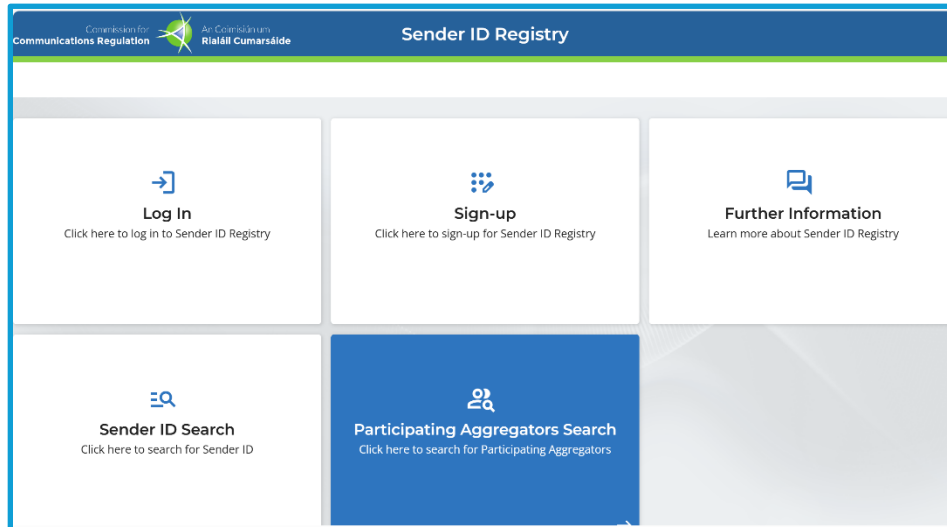 Commission for
Communications Regulation
An Coimisiún um
Rialáil Cumarsáide
Sender ID Registry
Log In
Click here to log in to Sender ID Registry
Sign-up
Click here to sign-up for Sender ID Registry
Further Information
Learn more about Sender ID Registry
Sender ID Search
Click here to search for Sender ID
Participating Aggregators Search
Click here to search for Participating Aggregators